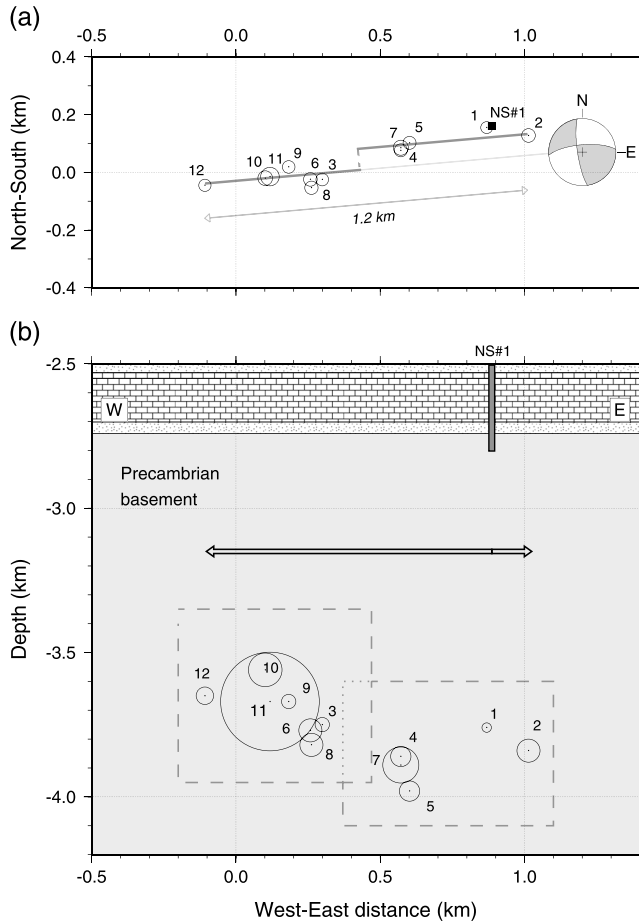 (a)
-0.5 0.0 0.5 1.0
0.4
0.2
0.0
-0.2
-0.4
North-South (km)
1
NS#1
2
7
5
4
12
10
11
9
6
3
8
1.2 km
N
E
(b)
NS#1
-2.5
W
E
Precambrian
basement
-3.0
Depth (km)
-3.5
12
10
9
11
3
6
8
4
7
5
1
2
-4.0
-0.5 0.0 0.5 1.0
West-East distance (km)